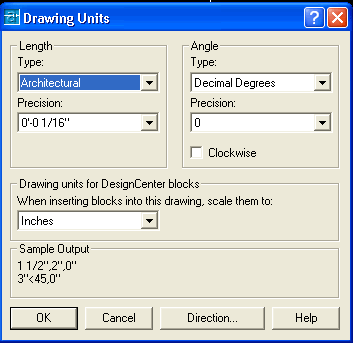 Drawing Units
Length
Type:
Architectural
Precision:
0'-0 1/16"
Angle
Type:
Decimal Degrees
Precision:
0
Clockwise
Drawing units for DesignCenter blocks
When inserting blocks into this drawing, scale them to:
Inches
Sample Output
1 1/2",2",0"
3"<45,0"
OK
Cancel
Direction...
Help